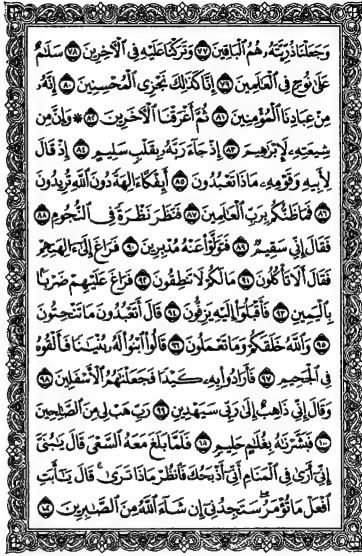 وَجَعَلْنَا ذُرِّيَّتَهُۥ هُمُ ٱلْبَاقِينَ ٧٧ وَتَرَكْنَا عَلَيْهِ فِى ٱلْـَٔاخِرِينَ ٧٨ سَلَـٰمٌ
عَلَىٰ نُوحٍ فِى ٱلْعَـٰلَمِينَ ٧٩ إِنَّا كَذَٰلِكَ نَجْزِى ٱلْمُحْسِنِينَ ٨٠ إِنَّهُۥ
مِنْ عِبَادِنَا ٱلْمُؤْمِنِينَ ٨١ ثُمَّ أَغْرَقْنَا ٱلْـَٔاخَرِينَ ٨٢ ۞ وَإِنَّ مِن
شِيعَتِهِۦ لَإِبْرَٰهِيمَ ٨٣ إِذْ جَآءَ رَبَّهُۥ بِقَلْبٍ سَلِيمٍ ٨٤ إِذْ قَالَ
لِأَبِيهِ وَقَوْمِهِۦ مَاذَا تَعْبُدُونَ ٨٥ أَئِفْكًا ءَالِهَةً دُونَ ٱللَّهِ تُرِيدُونَ
٨٦ فَمَا ظَنُّكُم بِرَبِّ ٱلْعَـٰلَمِينَ ٨٧ فَنَظَرَ نَظْرَةً فِى ٱلنُّجُومِ ٨٨
فَقَالَ إِنِّى سَقِيمٌ ٨٩ فَتَوَلَّوْا۟ عَنْهُ مُدْبِرِينَ ٩٠ فَرَاغَ إِلَىٰٓ ءَالِهَتِهِمْ
فَقَالَ أَلَا تَأْكُلُونَ ٩١ مَا لَكُمْ لَا تَنطِقُونَ ٩٢ فَرَاغَ عَلَيْهِمْ ضَرْبًۢا
بِٱلْيَمِينِ ٩٣ فَأَقْبَلُوٓا۟ إِلَيْهِ يَزِفُّونَ ٩٤ قَالَ أَتَعْبُدُونَ مَا تَنْحِتُونَ
٩٥ وَٱللَّهُ خَلَقَكُمْ وَمَا تَعْمَلُونَ ٩٦ قَالُوا۟ ٱبْنُوا۟ لَهُۥ بُنْيَـٰنًا فَأَلْقُوهُ
فِى ٱلْجَحِيمِ ٩٧ فَأَرَادُوا۟ بِهِۦ كَيْدًا فَجَعَلْنَـٰهُمُ ٱلْأَسْفَلِينَ ٩٨
وَقَالَ إِنِّى ذَاهِبٌ إِلَىٰ رَبِّى سَيَهْدِينِ ٩٩ رَبِّ هَبْ لِى مِنَ ٱلصَّـٰلِحِينَ
١٠٠ فَبَشَّرْنَـٰهُ بِغُلَـٰمٍ حَلِيمٍ ١٠١ فَلَمَّا بَلَغَ مَعَهُ ٱلسَّعْىَ قَالَ يَـٰبُنَىَّ
إِنِّىٓ أَرَىٰ فِى ٱلْمَنَامِ أَنِّىٓ أَذْبَحُكَ فَٱنظُرْ مَاذَا تَرَىٰ ۚ قَالَ يَـٰٓأَبَتِ
ٱفْعَلْ مَا تُؤْمَرُ ۖ سَتَجِدُنِىٓ إِن شَآءَ ٱللَّهُ مِنَ ٱلصَّـٰبِرِينَ ١٠٢